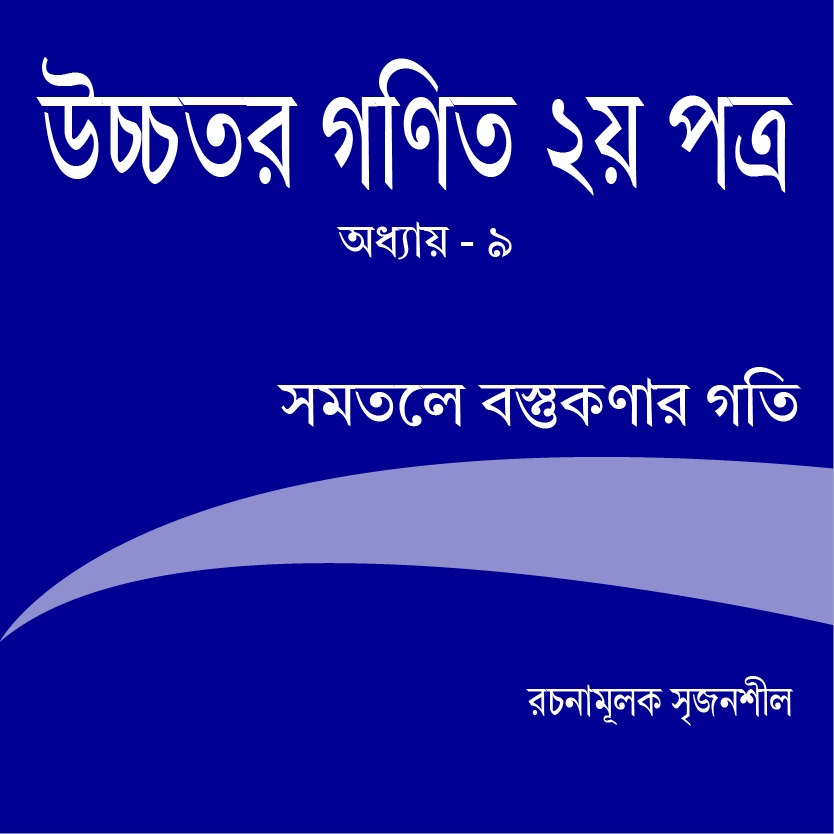 উচ্চতর গণিত ২য় পত্র
অধ্যায় - ৯
সমতলে বস্তুকণার গতি
রচনামূলক সৃজনশীল